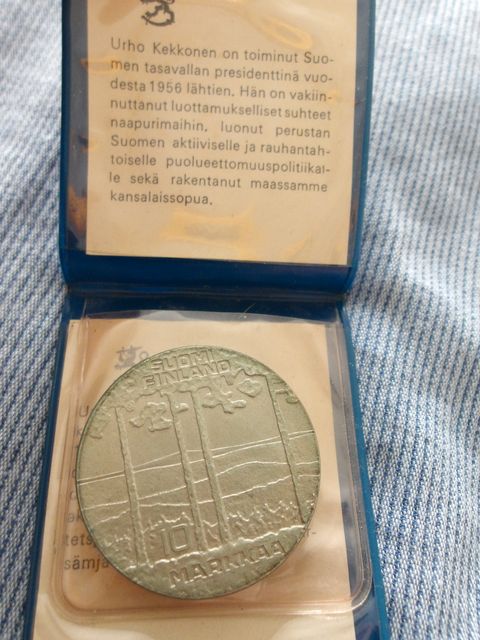 Urho Kekkonen on toiminut Suo-
men tasavallan presidenttinä vuo-
desta 1956 lähtien. Hän on vakiin-
nuttanut luottamukselliset suhteet
naapurimaihin, luonut perustan
Suomen aktiiviselle ja rauhantah-
toiselle puolueettomuuspolitiikal-
le sekä rakentanut maassamme
kansalaissopua.
SUOMI
FINLAND
10
MARKKAA